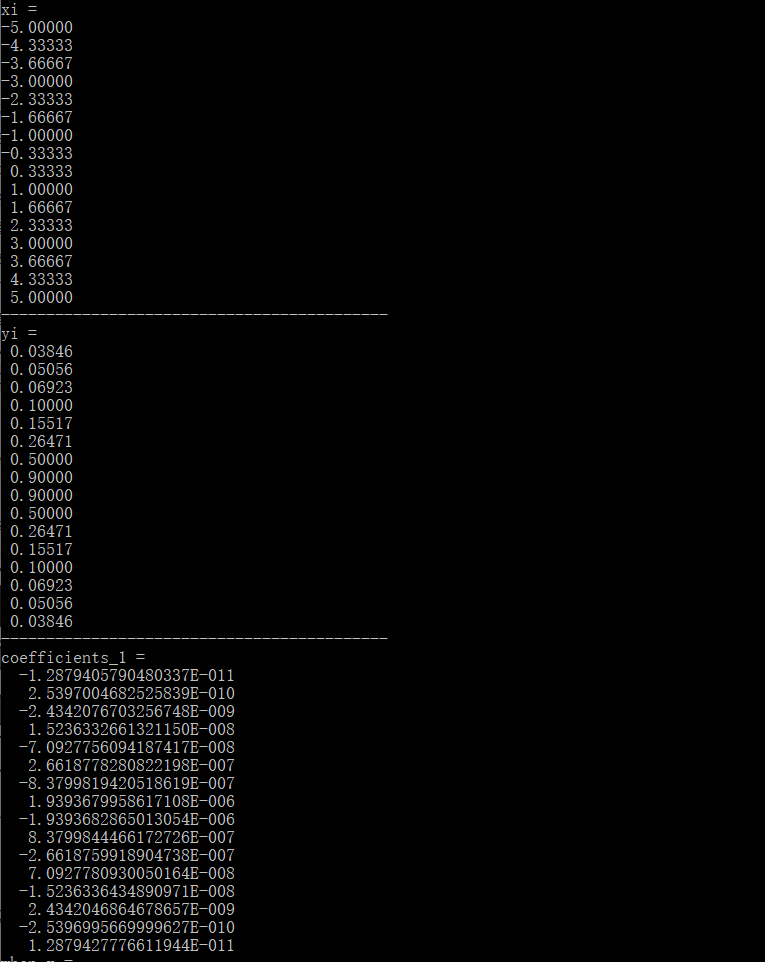 xi =
-5.00000
-4.33333
-3.66667
-3.00000
-2.33333
-1.66667
-1.00000
-0.33333
0.33333
1.00000
1.66667
2.33333
3.00000
3.66667
4.33333
5.00000
-------------------------------------------
yi =
0.03846
0.05056
0.06923
0.10000
0.15517
0.26471
0.50000
0.90000
0.90000
0.50000
0.26471
0.15517
0.10000
0.06923
0.05056
0.03846
-------------------------------------------
coefficients_1 =
-1.2879405790480337E-011
2.5397004682525839E-010
-2.4342076703256748E-009
1.5236332661321150E-008
-7.0927756094187417E-008
2.6618778280822198E-007
-8.3799819420518619E-007
1.9393679958617108E-006
-1.9393682865013054E-006
8.3799844466172726E-007
-2.6618759918904738E-007
7.0927780930050164E-008
-1.5236336434890971E-008
2.4342046864678657E-009
-2.5396995669999627E-010
1.2879427776611944E-011